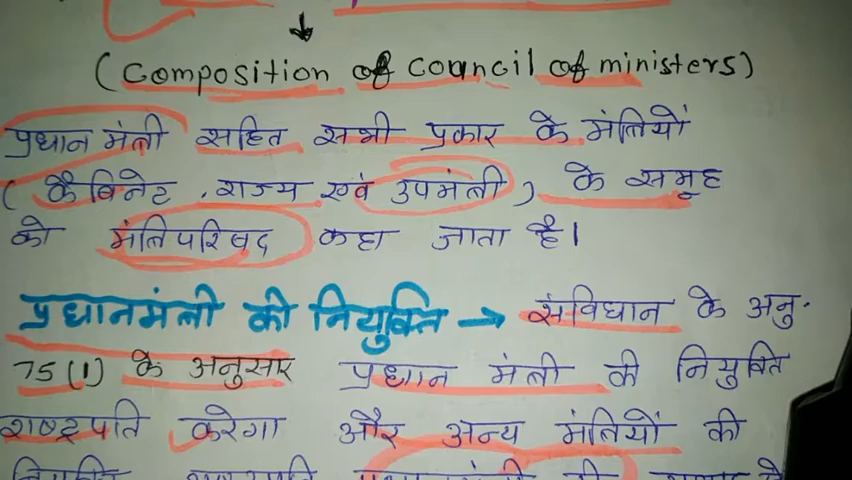 (Composition of council of ministers)
प्रधान मंत्री सहित सभी प्रकार के मंत्रियों
( कैबिनेट , राज्य एवं उपमंत्री ) के समूह
को मंत्रिपरिषद कहा जाता है।
प्रधानमंत्री की नियुक्ति → संविधान के अनु.
75(1) के अनुसार प्रधान मंत्री की नियुक्ति
राष्ट्रपति करेगा और अन्य मंत्रियों की